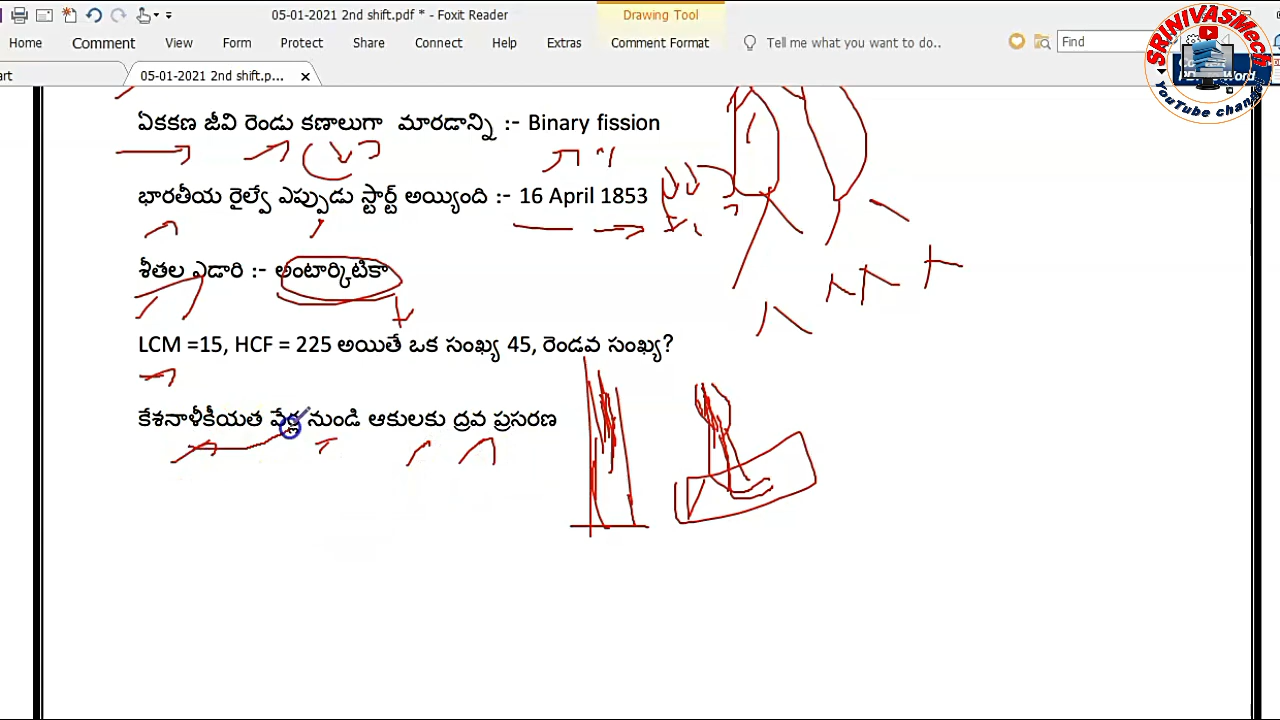 05-01-2021 2nd shift.pdf * - Foxit Reader
Drawing Tool
Home Comment View Form Protect Share Connect Help Extras Comment Format Tell me what you want to do.. Find
art 05-01-2021 2nd shift.p... ×
SRINIVASMech
YouTube channel
Word
ఏకకణ జీవి రెండు కణాలుగా మారడాన్ని :- Binary fission
భారతీయ రైల్వే ఎప్పుడు స్టార్ట్ అయ్యింది :- 16 April 1853
శీతల ఎడారి :- అంటార్కిటికా
LCM =15, HCF = 225 అయితే ఒక సంఖ్య 45, రెండవ సంఖ్య?
కేశనాళీకీయత వేర్ల నుండి ఆకులకు ద్రవ ప్రసరణ